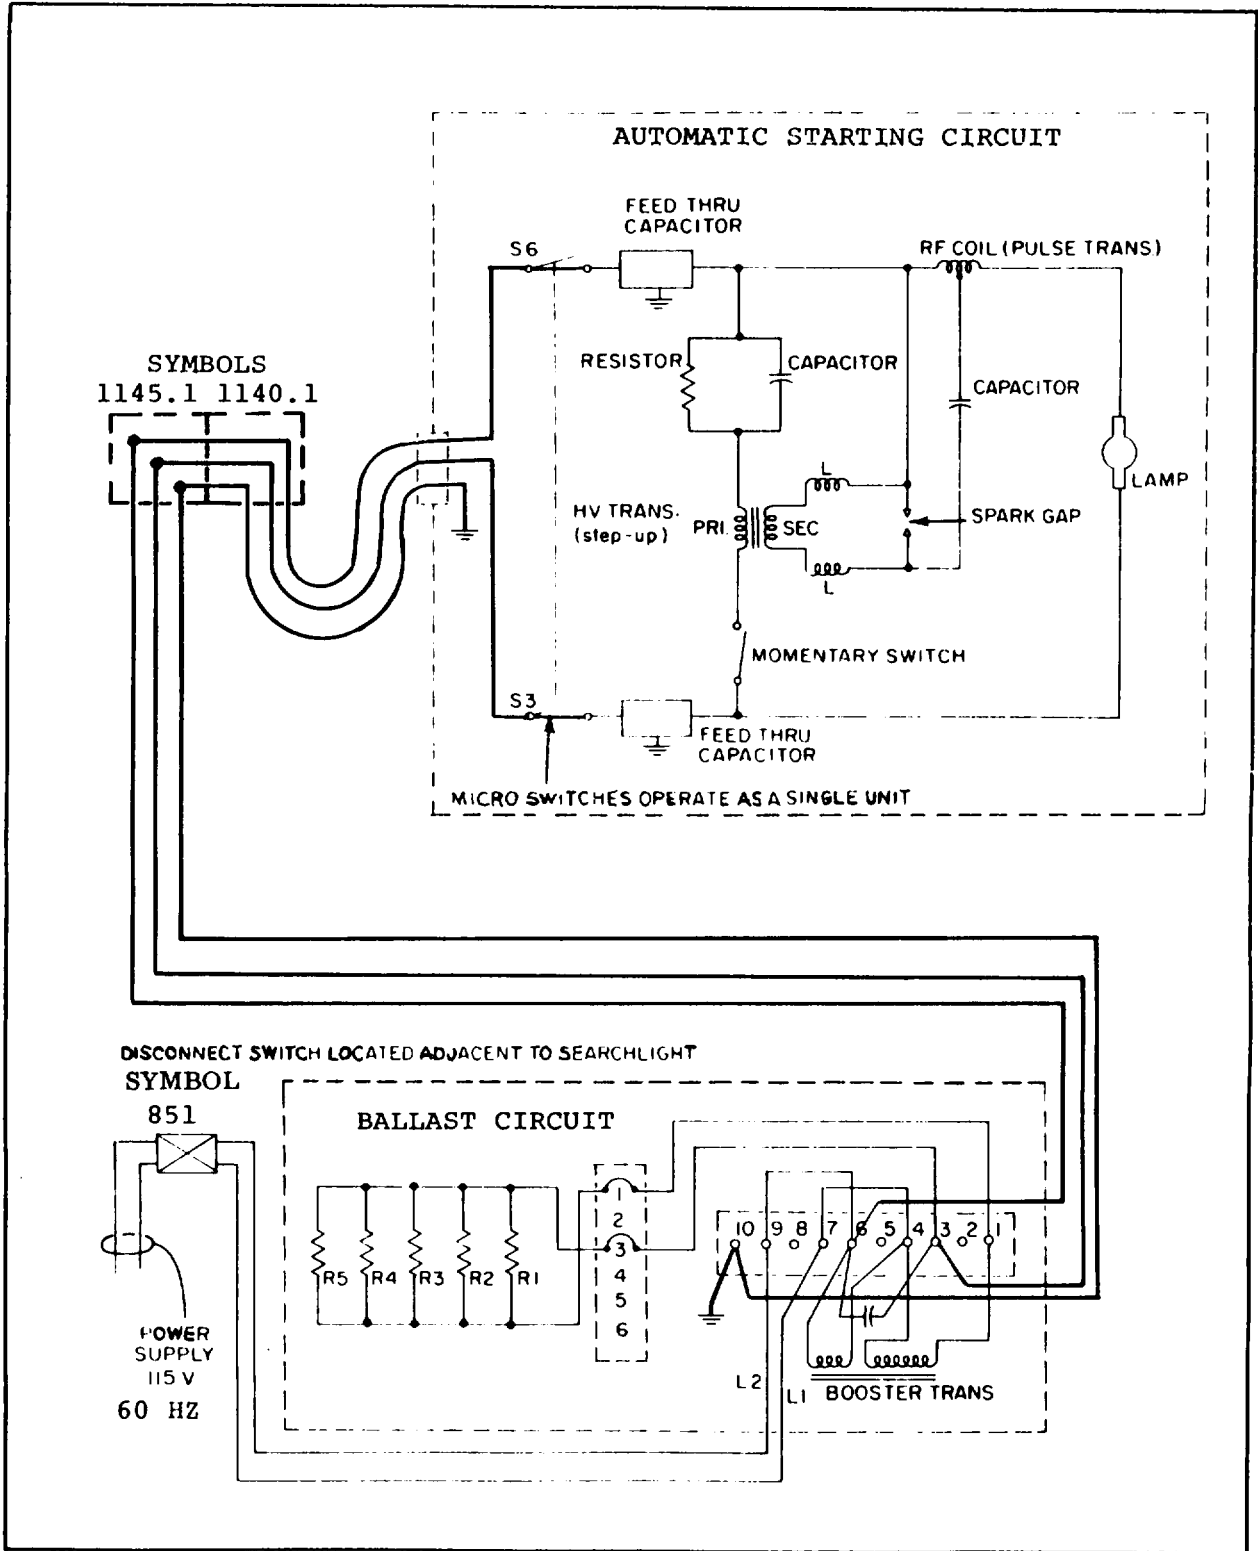 AUTOMATIC STARTING CIRCUIT
FEED THRU
CAPACITOR
S6
RF COIL (PULSE TRANS.)
SYMBOLS
1145.1 1140.1
RESISTOR
CAPACITOR
CAPACITOR
L
LAMP
HV TRANS.
(step-up)
PRI.
SEC
SPARK GAP
L
MOMENTARY SWITCH
S3
FEED THRU
CAPACITOR
MICRO SWITCHES OPERATE AS A SINGLE UNIT
DISCONNECT SWITCH LOCATED ADJACENT TO SEARCHLIGHT
SYMBOL
851
BALLAST CIRCUIT
1
2
3
4
5
6
10 9 8 7 6 5 4 3 2 1
R5 R4 R3 R2 R1
POWER
SUPPLY
115 V
60 HZ
L2
L1
BOOSTER TRANS